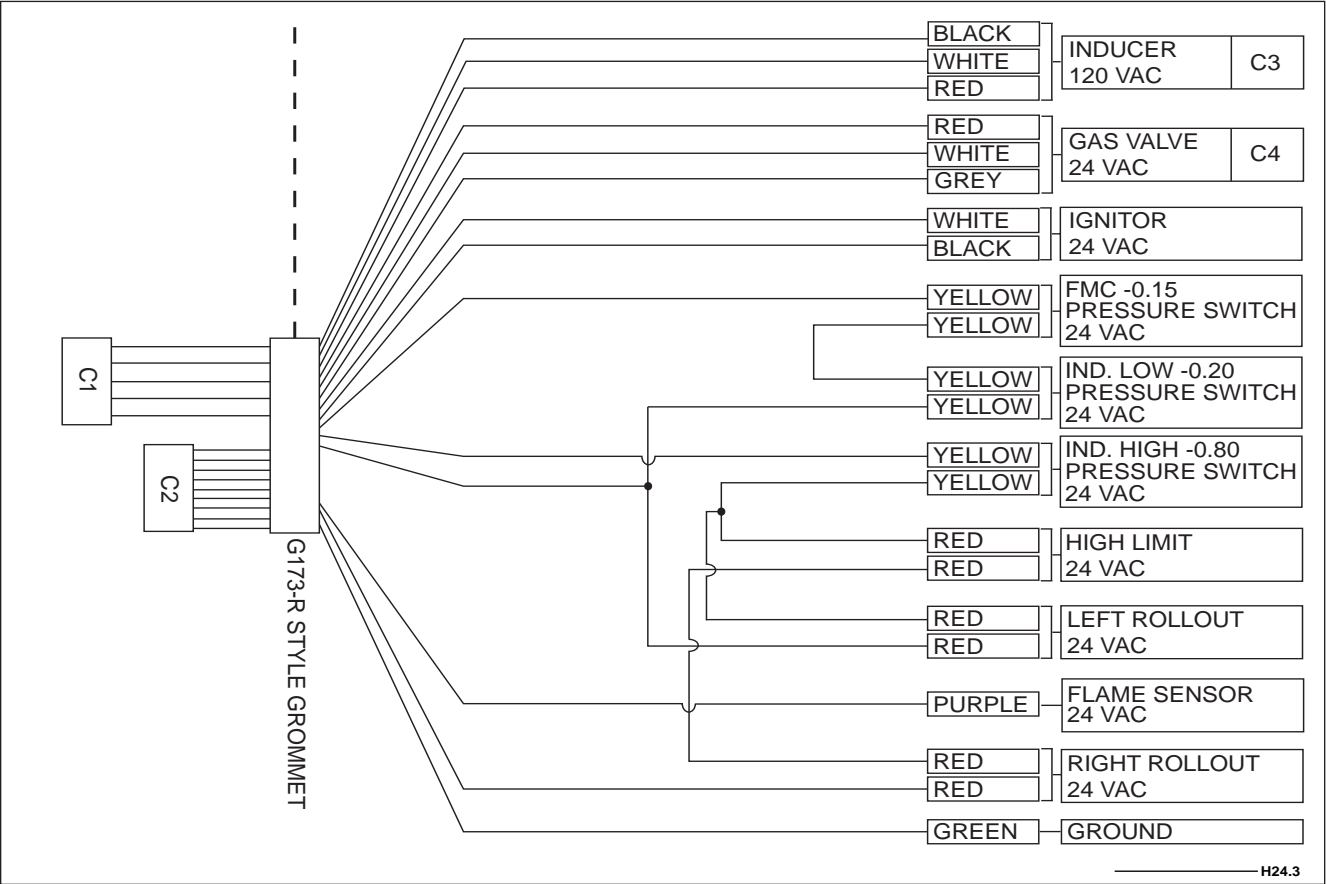 BLACK
WHITE
RED
INDUCER
120 VAC
C3
RED
WHITE
GREY
GAS VALVE
24 VAC
C4
WHITE
BLACK
IGNITOR
24 VAC
YELLOW
YELLOW
FMC -0.15
PRESSURE SWITCH
24 VAC
YELLOW
YELLOW
IND. LOW -0.20
PRESSURE SWITCH
24 VAC
YELLOW
YELLOW
IND. HIGH -0.80
PRESSURE SWITCH
24 VAC
RED
RED
HIGH LIMIT
24 VAC
RED
RED
LEFT ROLLOUT
24 VAC
PURPLE
FLAME SENSOR
24 VAC
RED
RED
RIGHT ROLLOUT
24 VAC
GREEN
GROUND
C1
C2
G173-R STYLE GROMMET
H24.3